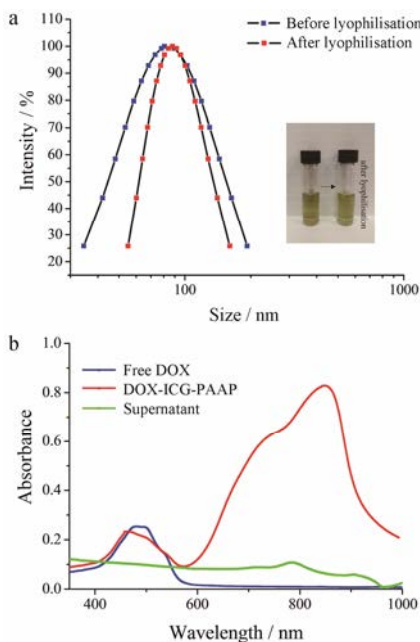 a
Before lyophilisation
After lyophilisation
Intensity / %
100
90
80
70
60
50
40
30
20
after lyophilisation
100
1000
Size / nm
b
Free DOX
DOX-ICG-PAAP
Supernatant
Absorbance
1.0
0.8
0.6
0.4
0.2
0.0
400
600
800
1000
Wavelength / nm